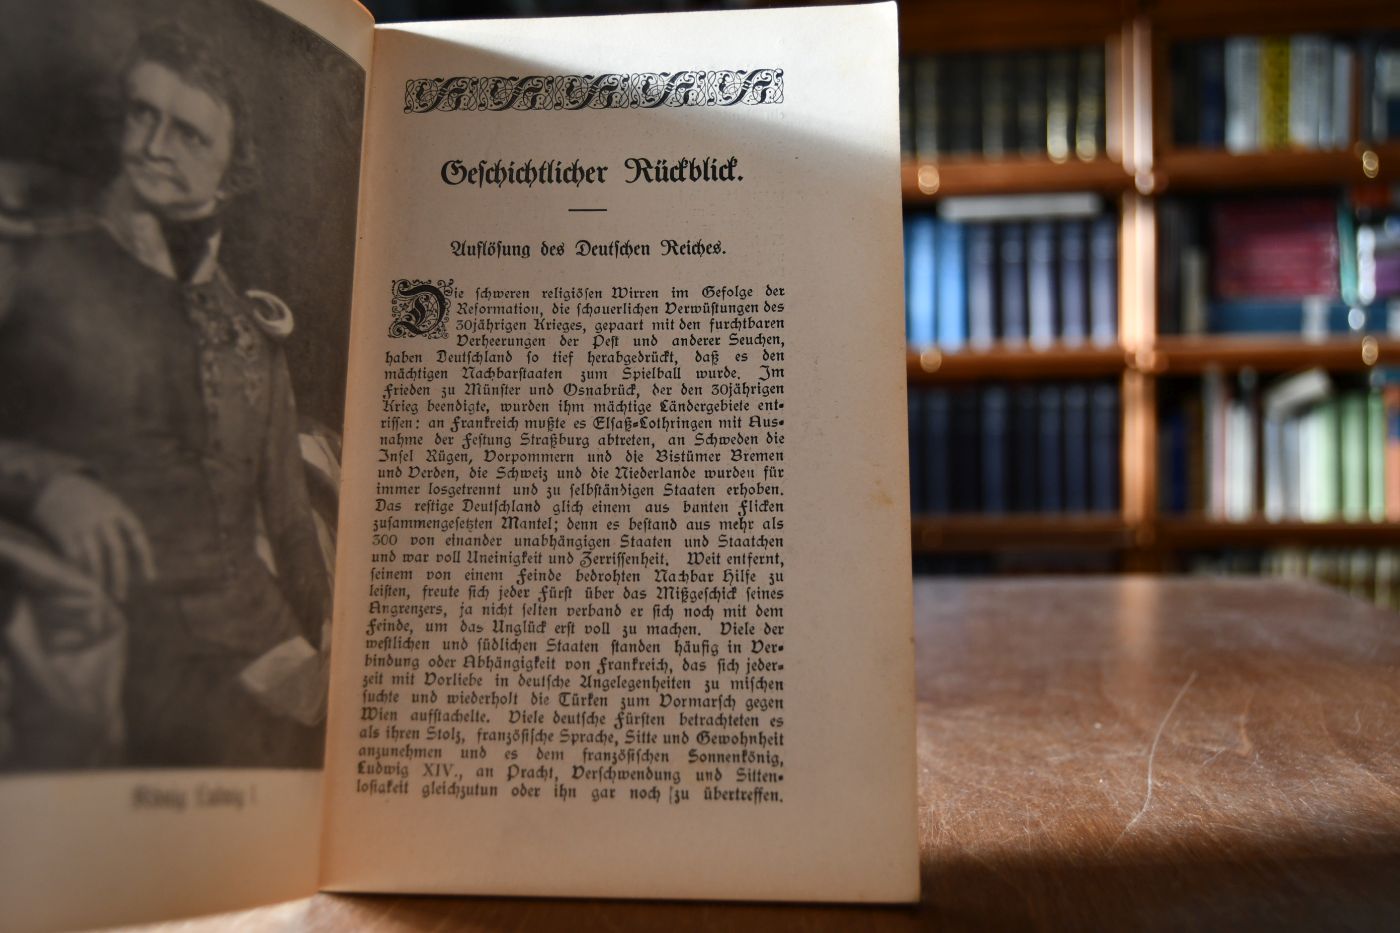 Geschichtlicher Rückblick.
Auflösung des Deutschen Reiches.
Die schweren religiösen Wirren im Gefolge der
Reformation, die schauerlichen Verwüstungen des
30jährigen Krieges, gepaart mit den furchtbaren
Verheerungen der Pest und anderer Seuchen,
haben Deutschland so tief herabgedrückt, daß es den
mächtigen Nachbarstaaten zum Spielball wurde. Im
Frieden zu Münster und Osnabrück, der den 30jährigen
Krieg beendigte, wurden ihm mächtige Ländergebiete ent-
rissen: an Frankreich mußte es Elsaß-Lothringen mit Aus-
nahme der Festung Straßburg abtreten, an Schweden die
Insel Rügen, Vorpommern und die Bistümer Bremen
und Verden, die Schweiz und die Niederlande wurden für
immer losgetrennt und zu selbständigen Staaten erhoben.
Das restige Deutschland glich einem aus bunten Flicken
zusammengesetzten Mantel; denn es bestand aus mehr als
300 von einander unabhängigen Staaten und Staatchen
und war voll Uneinigkeit und Zerrissenheit. Weit entfernt,
seinem von einem Feinde bedrohten Nachbar Hilfe zu
leisten, freute sich jeder Fürst über das Mißgeschick seines
Angrenzers, ja nicht selten verband er sich noch mit dem
Feinde, um das Unglück erst voll zu machen. Viele der
westlichen und südlichen Staaten standen häufig in Ver-
bindung oder Abhängigkeit von Frankreich, das sich jeder-
zeit mit Vorliebe in deutsche Angelegenheiten zu mischen
suchte und wiederholt die Türken zum Vormarsch gegen
Wien aufstachelte. Viele deutsche Fürsten betrachteten es
als ihren Stolz, französische Sprache, Sitte und Gewohnheit
anzunehmen und es dem französischen Sonnenkönig,
Ludwig XIV., an Pracht, Verschwendung und Sitten-
losigkeit gleichzutun oder ihn gar noch zu übertreffen.
König Ludwig I.